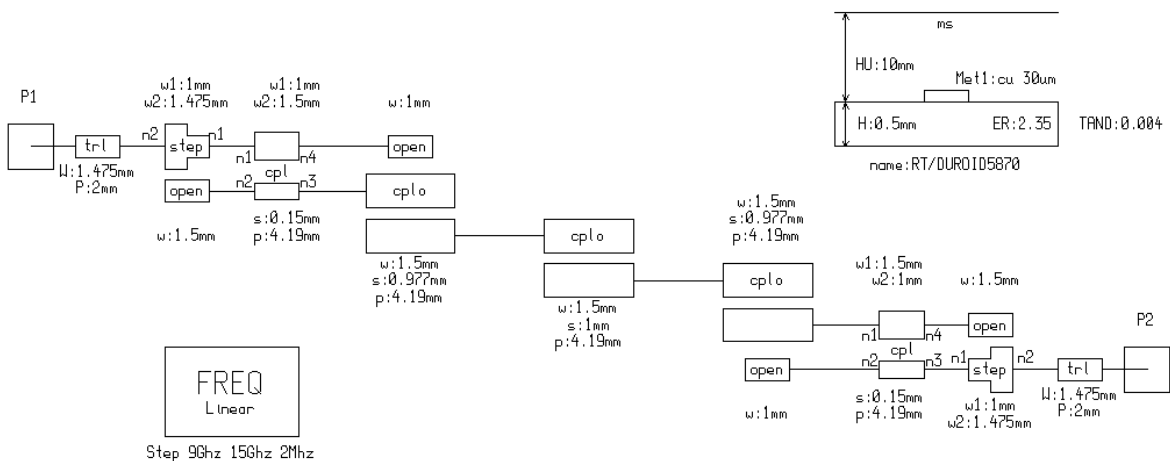 ms
HU:10mm
Met1:cu 30um
H:0.5mm
ER:2.35
TAND:0.004
name:RT/DUROID5870
P1
w1:1mm
w2:1.475mm
w1:1mm
w2:1.5mm
w:1mm
n2
n1
trl
step
n1
n4
open
W:1.475mm
P:2mm
cpl
open
n2
n3
cplo
w:1.5mm
s:0.15mm
p:4.19mm
w:1.5mm
s:0.977mm
p:4.19mm
cplo
w:1.5mm
s:0.977mm
p:4.19mm
cplo
w:1.5mm
s:1mm
p:4.19mm
w1:1.5mm
w2:1mm
w:1.5mm
n1
n4
open
P2
cpl
open
n2
n3
n1
n2
step
trl
w:1mm
s:0.15mm
p:4.19mm
w1:1mm
w2:1.475mm
W:1.475mm
P:2mm
FREQ
Linear
Step 9Ghz 15Ghz 2Mhz